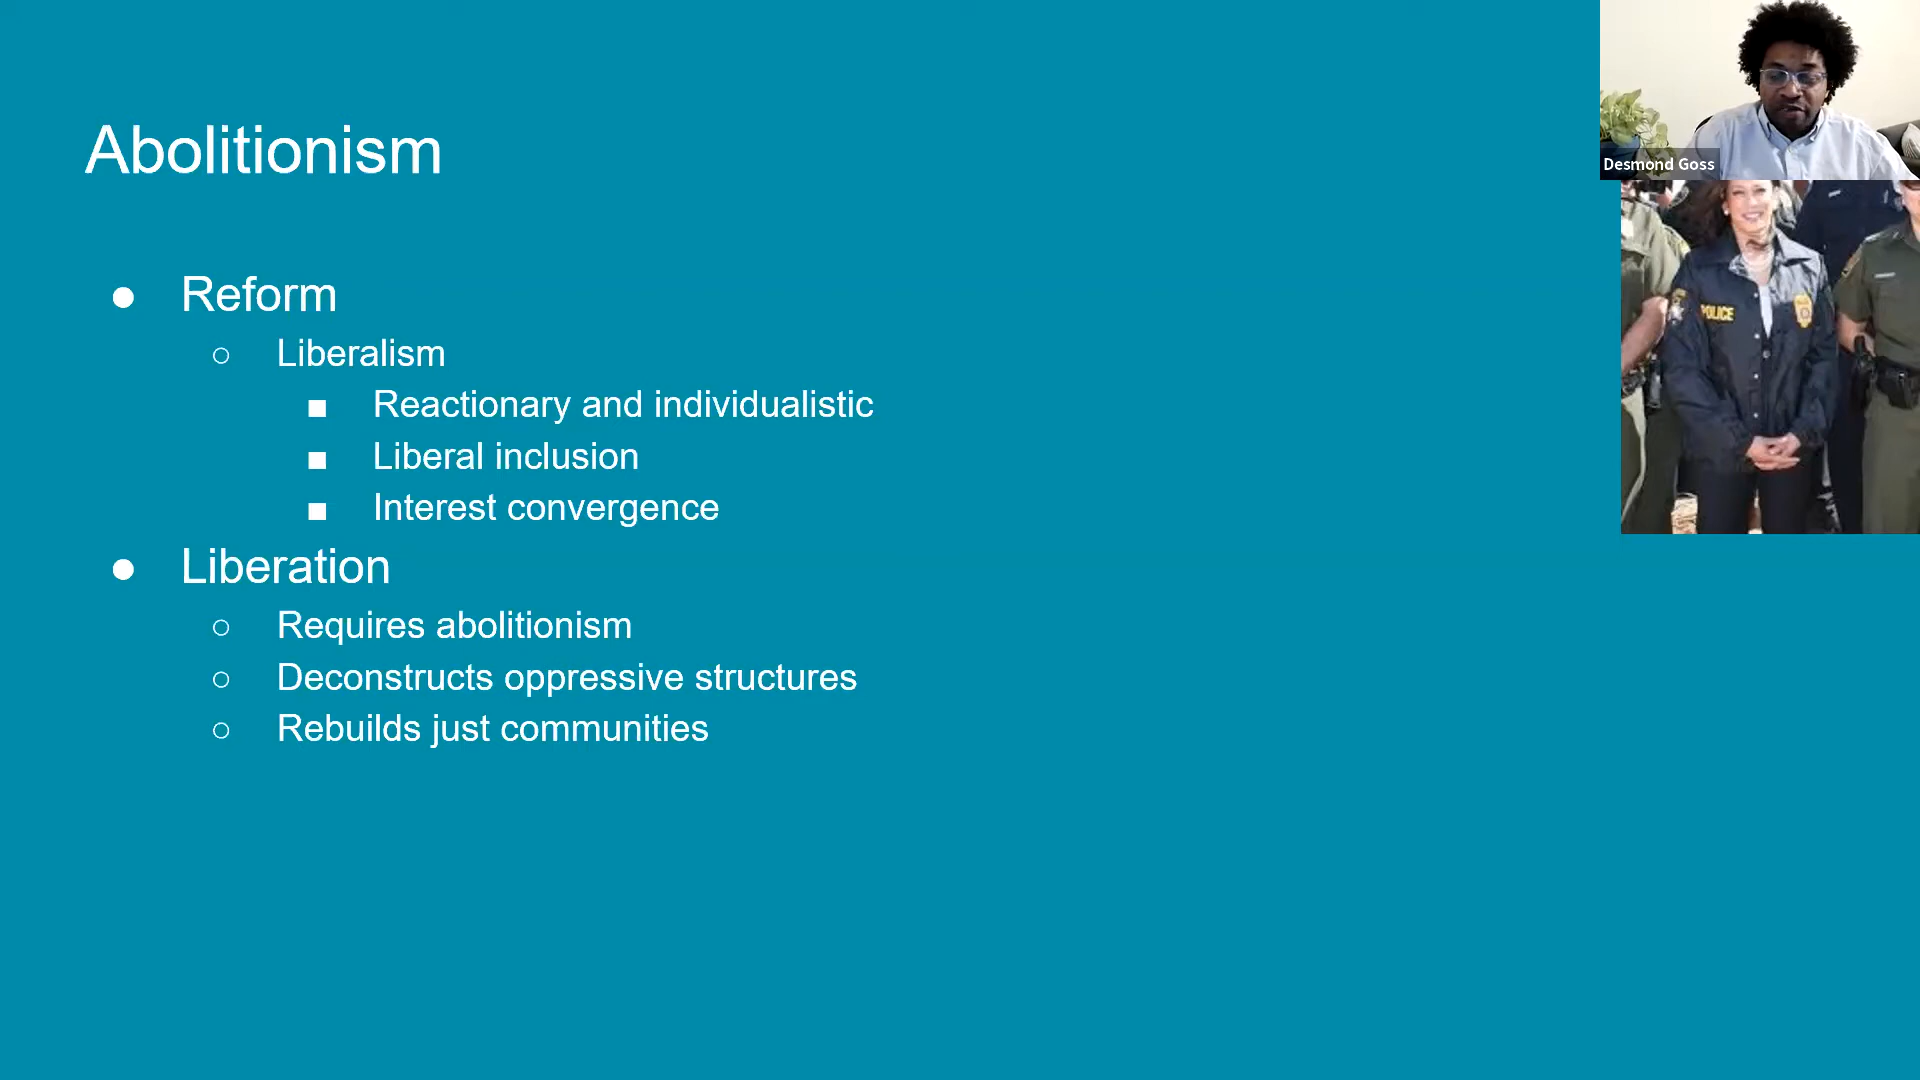 Abolitionism
● Reform
○ Liberalism
■ Reactionary and individualistic
■ Liberal inclusion
■ Interest convergence
● Liberation
○ Requires abolitionism
○ Deconstructs oppressive structures
○ Rebuilds just communities
Desmond Goss
POLICE